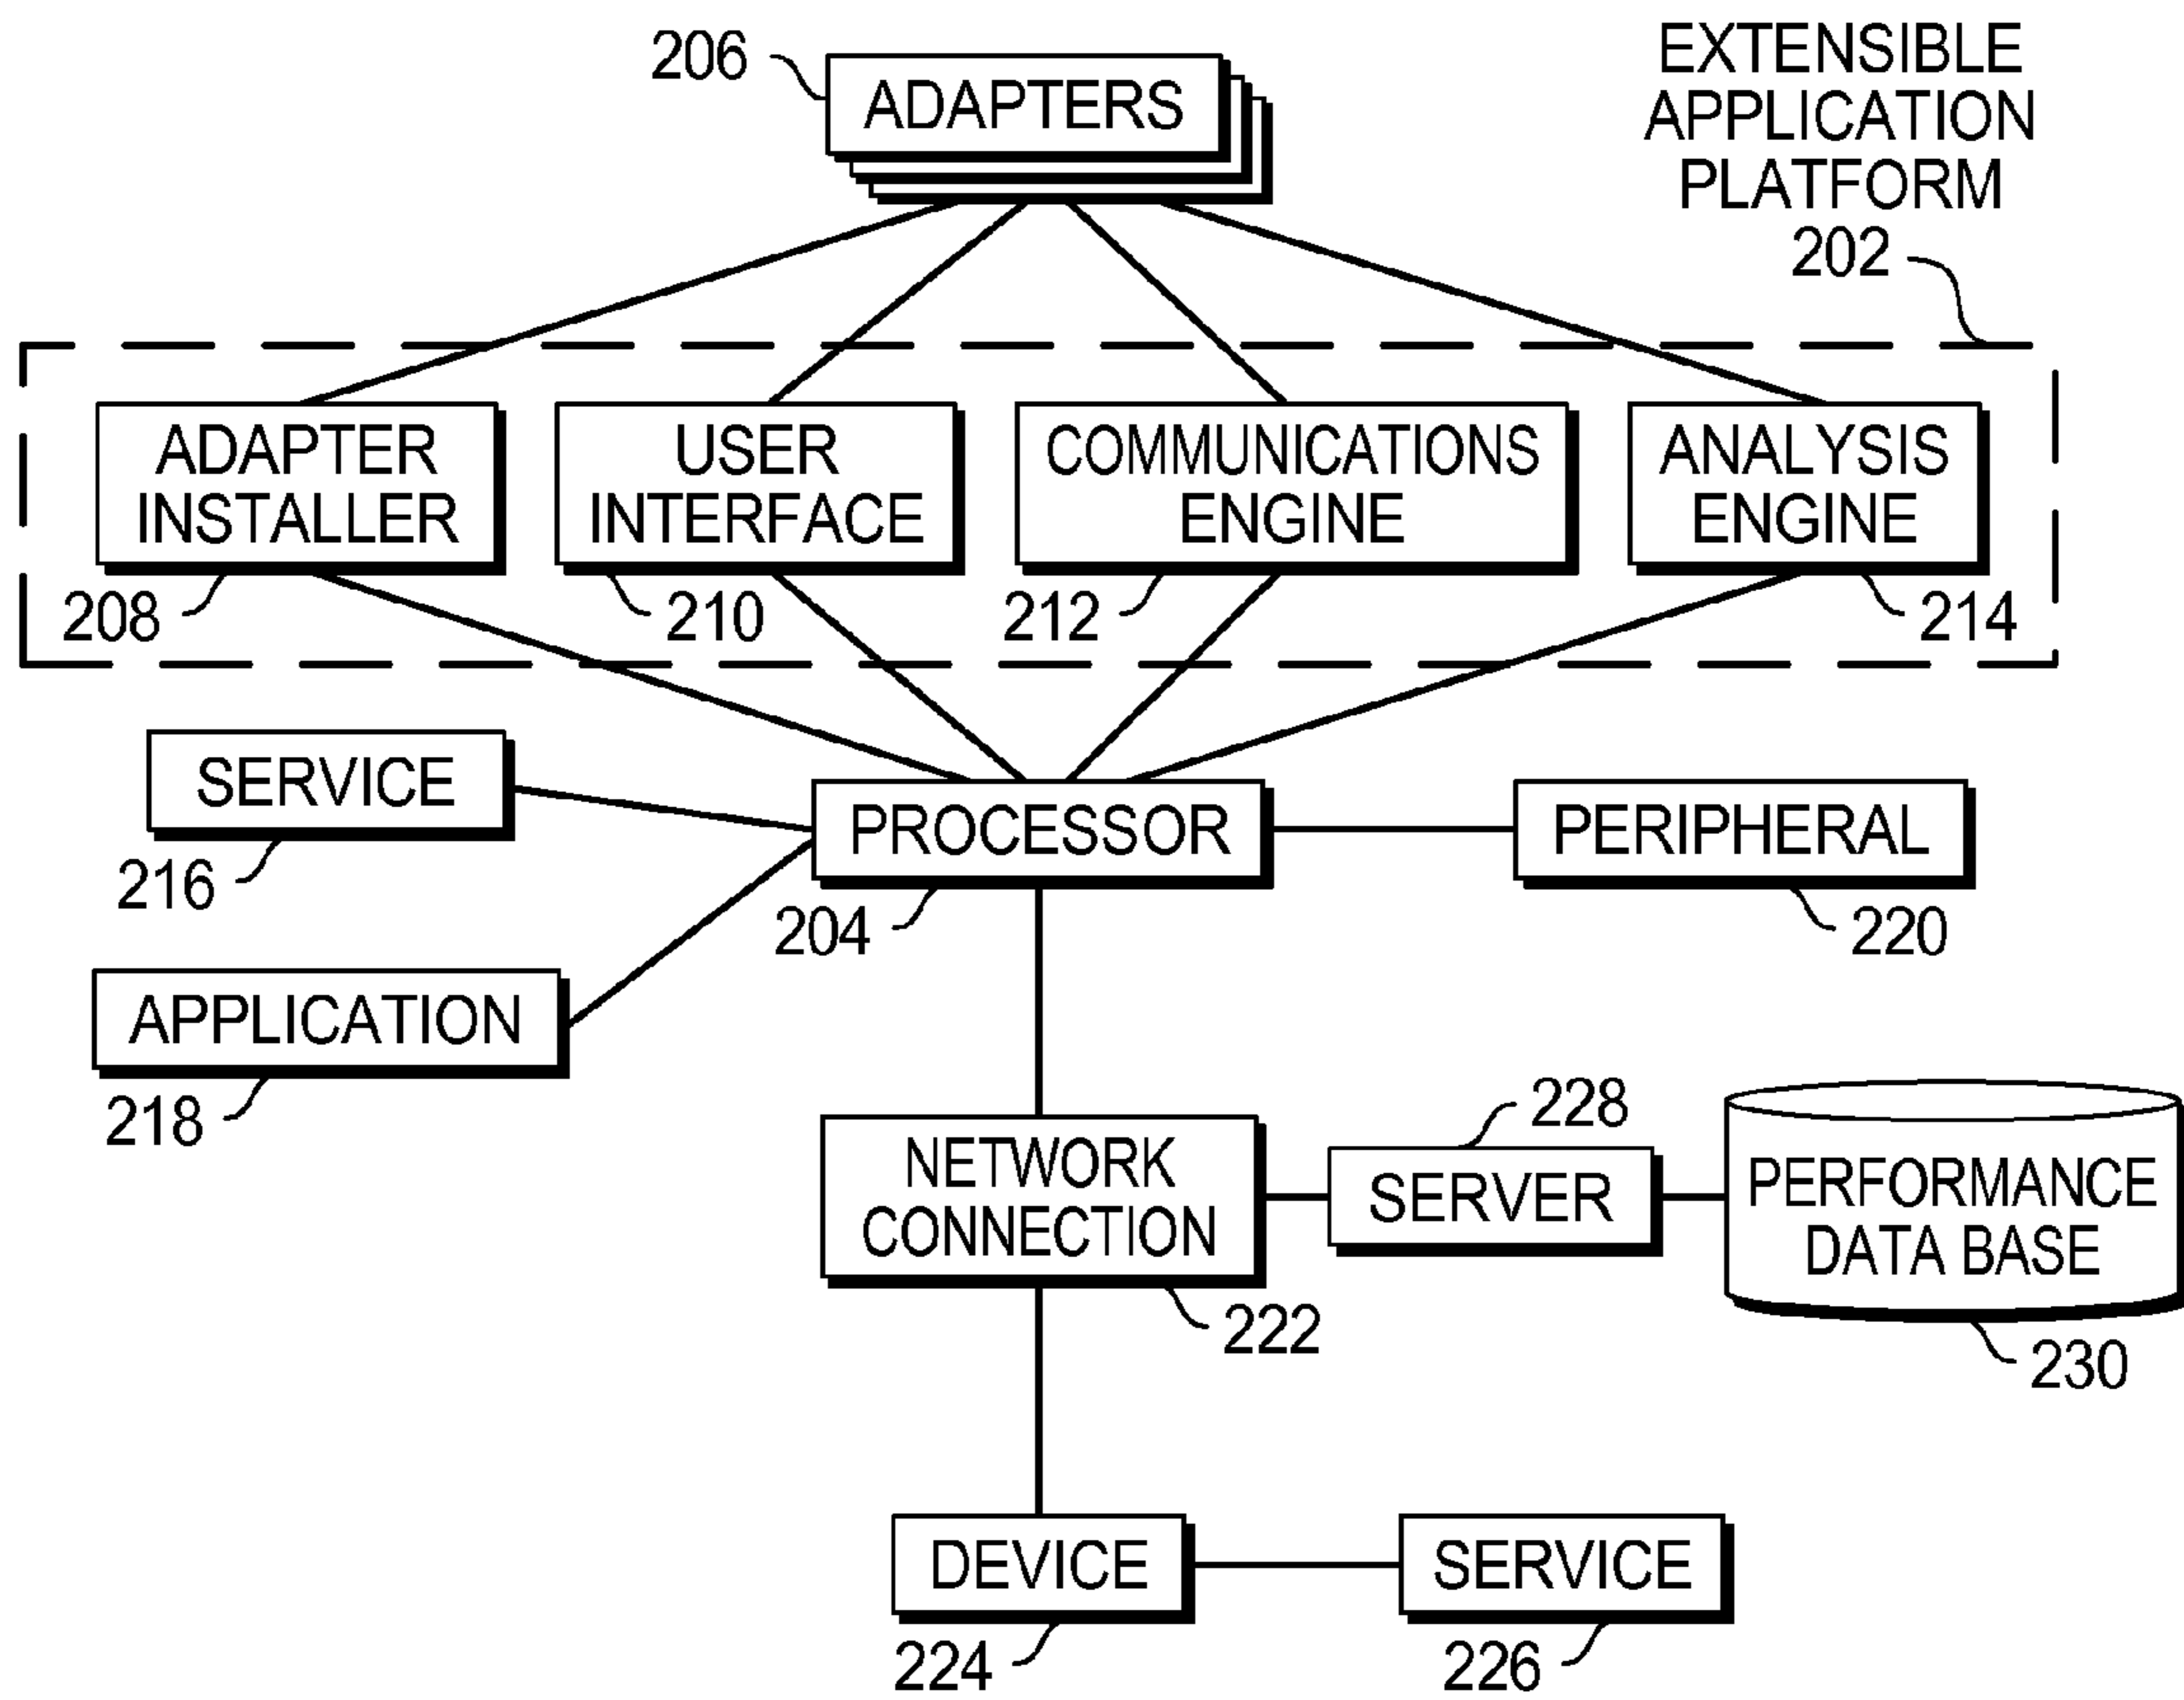 206
ADAPTERS
EXTENSIBLE
APPLICATION
PLATFORM
202
ADAPTER
INSTALLER
208
USER
INTERFACE
210
COMMUNICATIONS
ENGINE
212
ANALYSIS
ENGINE
214
SERVICE
216
PROCESSOR
204
PERIPHERAL
220
APPLICATION
218
NETWORK
CONNECTION
222
228
SERVER
PERFORMANCE
DATA BASE
230
DEVICE
224
SERVICE
226